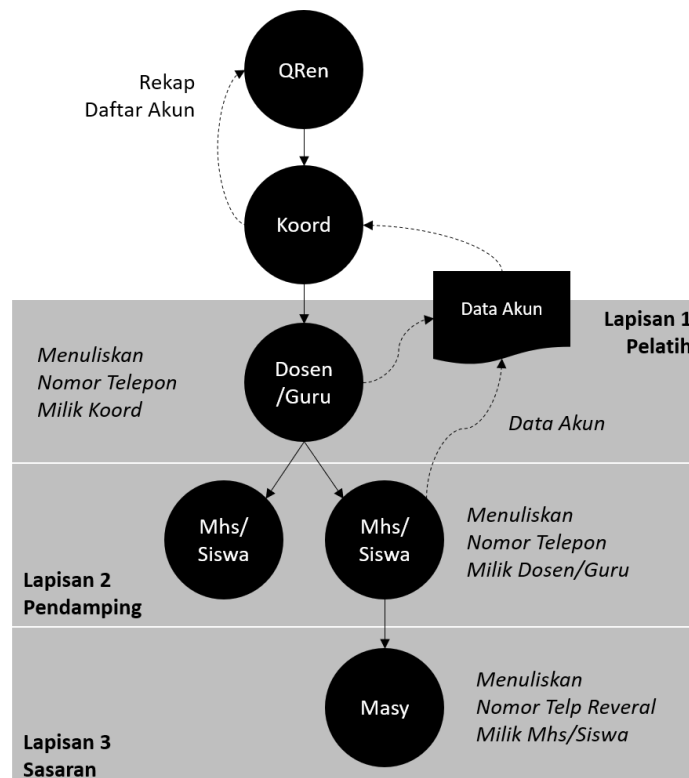 QRen
Rekap
Daftar Akun
Koord
Data Akun
Lapisan 1
Pelatih
Menuliskan
Nomor Telepon
Milik Koord
Dosen
/Guru
Data Akun
Mhs/
Siswa
Mhs/
Siswa
Menuliskan
Nomor Telepon
Milik Dosen/Guru
Lapisan 2
Pendamping
Masy
Menuliskan
Nomor Telp Reveral
Milik Mhs/Siswa
Lapisan 3
Sasaran